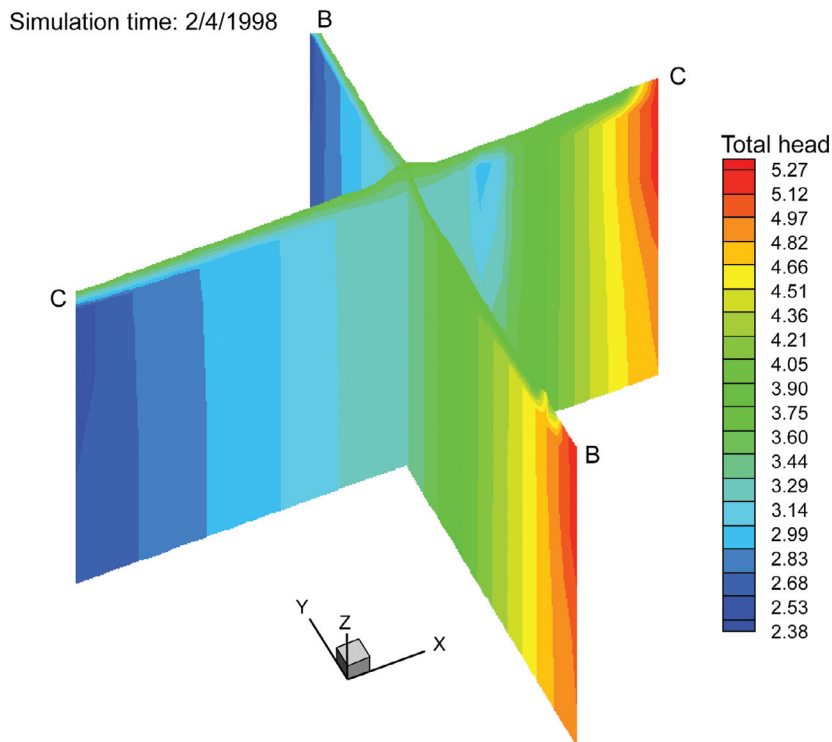 Simulation time: 2/4/1998
B
C
Total head
5.27
5.12
4.97
4.82
4.66
4.51
4.36
4.21
4.05
3.90
3.75
3.60
3.44
3.29
3.14
2.99
2.83
2.68
2.53
2.38
C
B
Y
Z
X